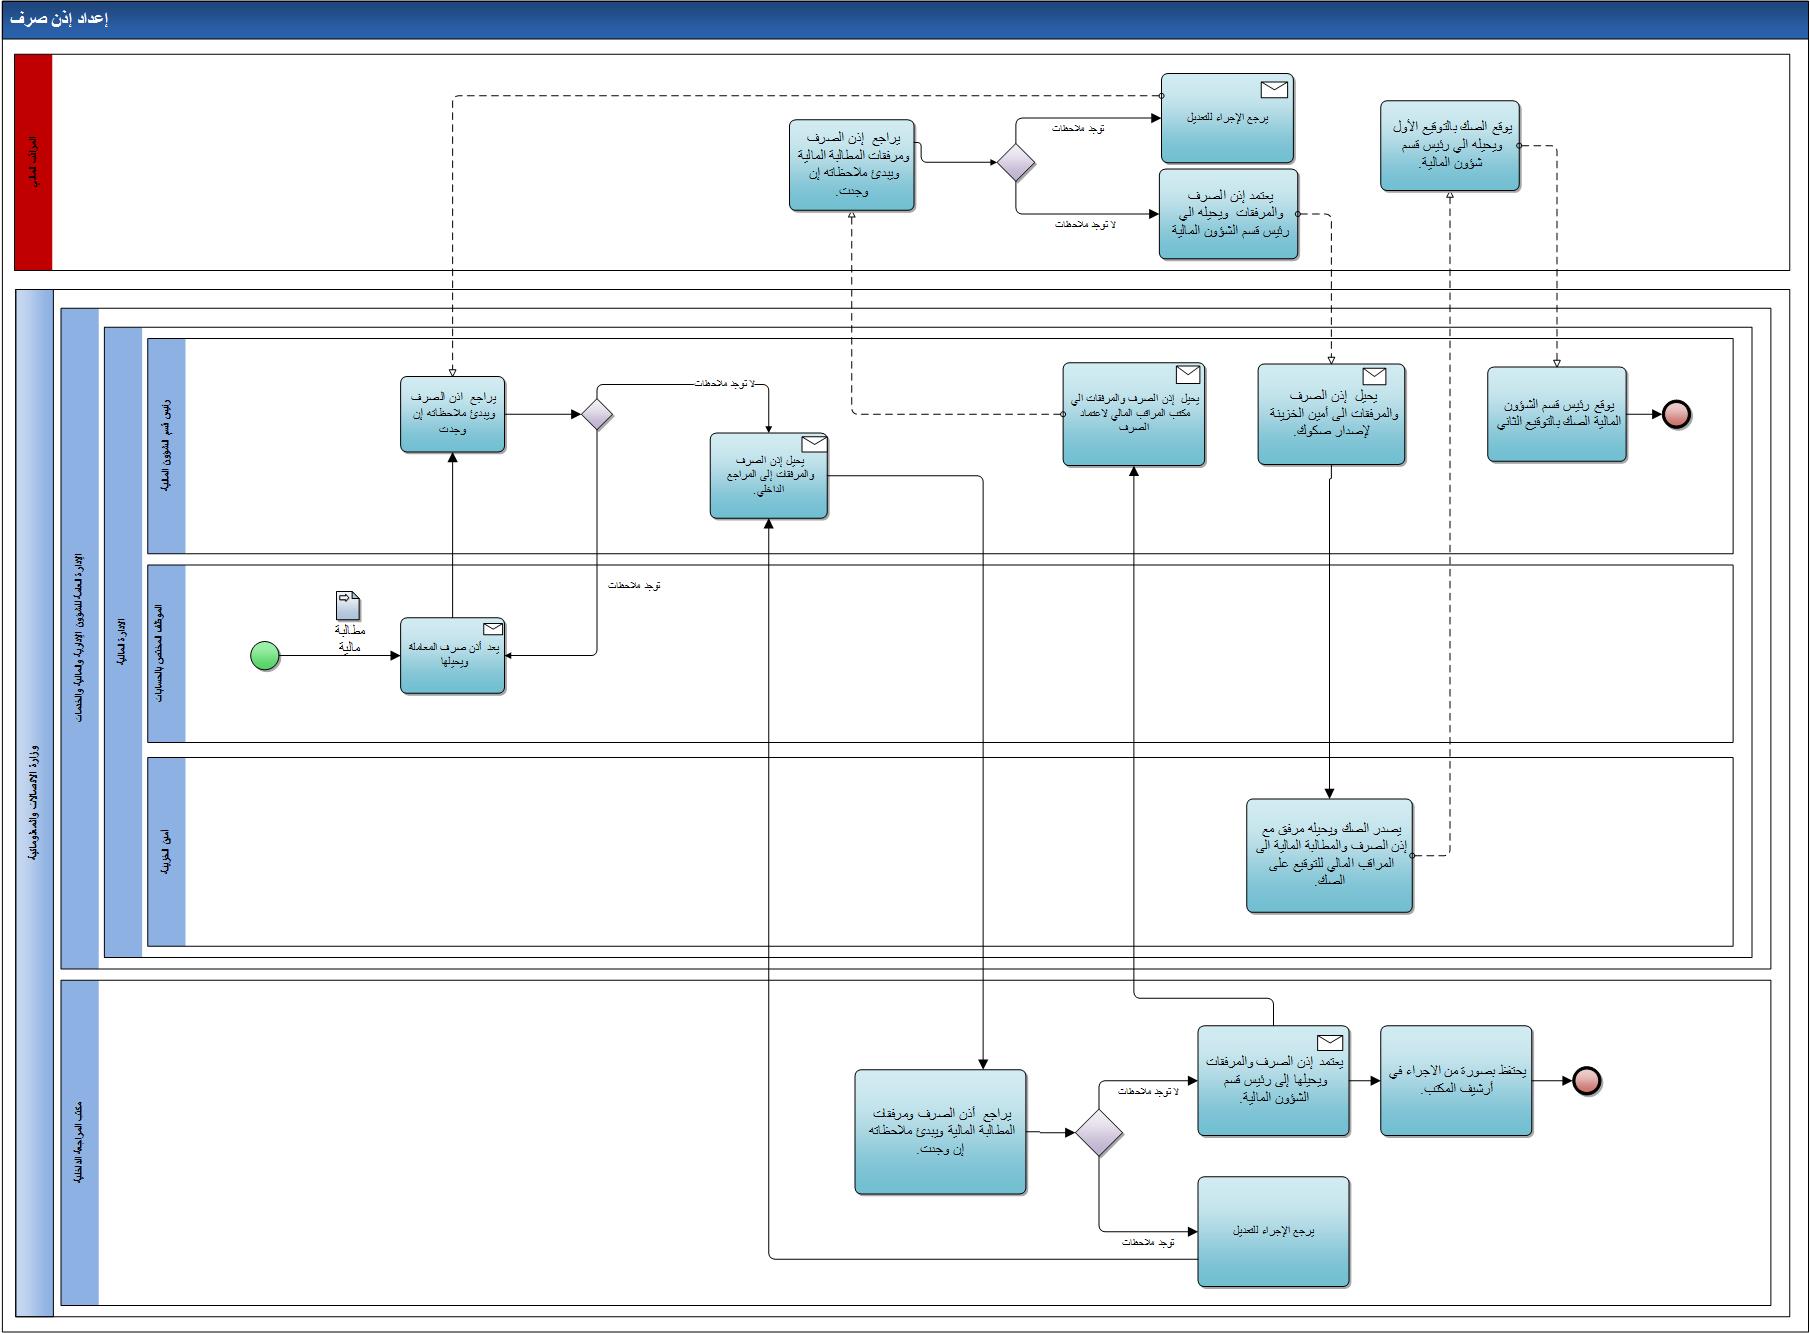 إعداد إذن صرف
المراقب المالي
يراجع إذن الصرف
ومرفقات المطالبة المالية
ويبدئ ملاحظاته إن
وجدت.
توجد ملاحظات
لا توجد ملاحظات
يرجع الإجراء للتعديل
يعتمد إذن الصرف
والمرفقات ويحيله الي
رئيس قسم الشؤون المالية
يوقع الصك بالتوقيع الأول
ويحيله الي رئيس قسم
شؤون المالية.
وزارة الاتصالات والمعلوماتية
الإدارة العامة للشؤون الإدارية والمالية والخدمات
الادارة المالية
رئيس قسم الشؤون المالية
يراجع اذن الصرف
ويبدئ ملاحظاته إن
وجدت
لا توجد ملاحظات
توجد ملاحظات
يحيل إذن الصرف
والمرفقات إلى المراجع
الداخلي.
يحيل إذن الصرف والمرفقات الي
مكتب المراقب المالي لاعتماد
الصرف
يحيل إذن الصرف
والمرفقات الى أمين الخزينة
لإصدار صكوك.
يوقع رئيس قسم الشؤون
المالية الصك بالتوقيع الثاني
الموظف المختص بالحسابات
مطالبة
مالية
يعد أذن صرف المعاملة
ويحيلها
امين الخزينة
يصدر الصك ويحيله مرفق مع
إذن الصرف والمطالبة المالية الى
المراقب المالي للتوقيع على
الصك.
مكتب المراجعة الداخلية
يراجع أذن الصرف ومرفقات
المطالبة المالية ويبدئ ملاحظاته
إن وجدت.
لا توجد ملاحظات
توجد ملاحظات
يعتمد إذن الصرف والمرفقات
ويحيلها إلى رئيس قسم
الشؤون المالية.
يحتفظ بصورة من الاجراء في
أرشيف المكتب.
يرجع الإجراء للتعديل